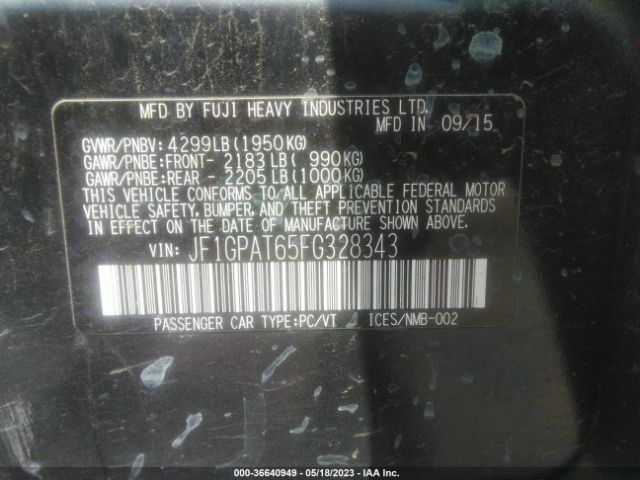 MFD BY FUJI HEAVY INDUSTRIES LTD.
MFD IN 09/15
GVWR/PNBV: 4299LB (1950KG)
GAWR/PNBE:FRONT- 2183 LB ( 990KG)
GAWR/PNBE:REAR - 2205 LB (1000KG)
THIS VEHICLE CONFORMS TO ALL APPLICABLE FEDERAL MOTOR
VEHICLE SAFETY, BUMPER, AND THEFT PREVENTION STANDARDS
IN EFFECT ON THE DATE OF MANUFACTURE SHOWN ABOVE.
VIN: JF1GPAT65FG328343
PASSENGER CAR TYPE:PC/VT ICES/NMB-002
000-36640949 - 05/18/2023 - IAA Inc.